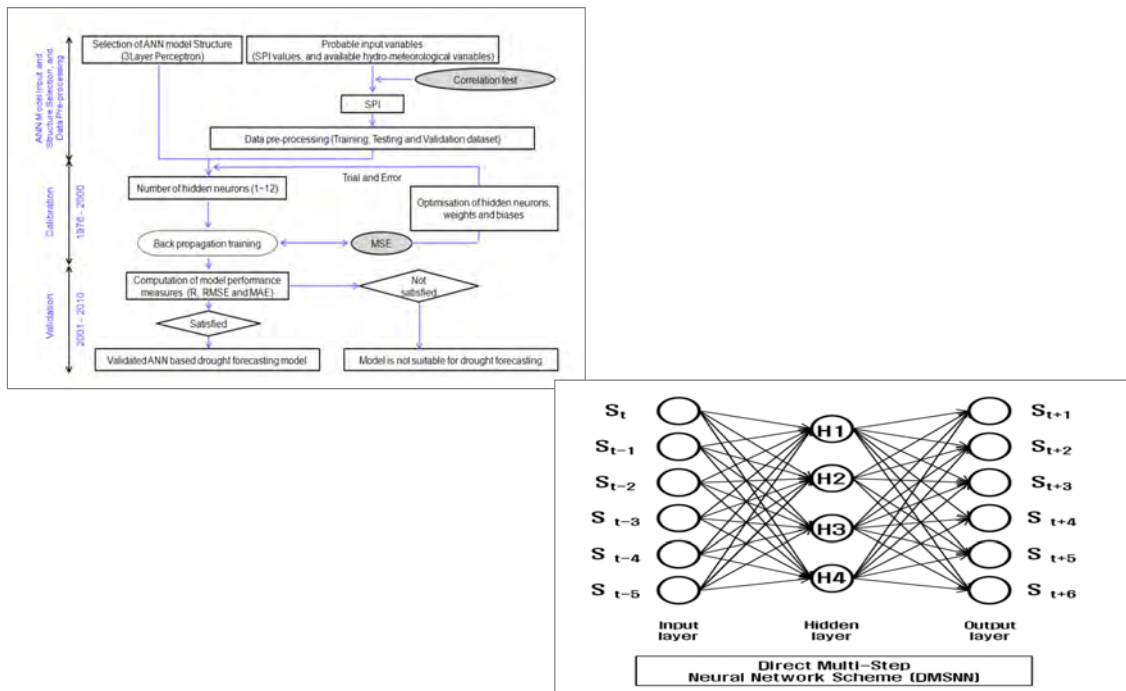 ANN Model Input and
Structure Selection, and
Data Pre-processing
Selection of ANN model Structure
(3Layer Perceptron)
Probable input variables
(SPI values, and available hydro-meteorological variables)
Correlation test
SPI
Data pre-processing (Training, Testing and Validation dataset)
Calibration
1976 - 2000
Trial and Error
Number of hidden neurons (1~12)
Optimisation of hidden neurons,
weights and biases
Back propagation training
MSE
Validation
2001 - 2010
Computation of model performance
measures (R, RMSE and MAE)
Not
satisfied
Satisfied
Validated ANN based drought forecasting model
Model is not suitable for drought forecasting
St
St-1
St-2
S t-3
S t-4
S t-5
H1
H2
H3
H4
St+1
St+2
St+3
S t+4
S t+5
S t+6
Input
layer
Hidden
layer
Output
layer
Direct Multi-Step
Neural Network Scheme (DMSNN)